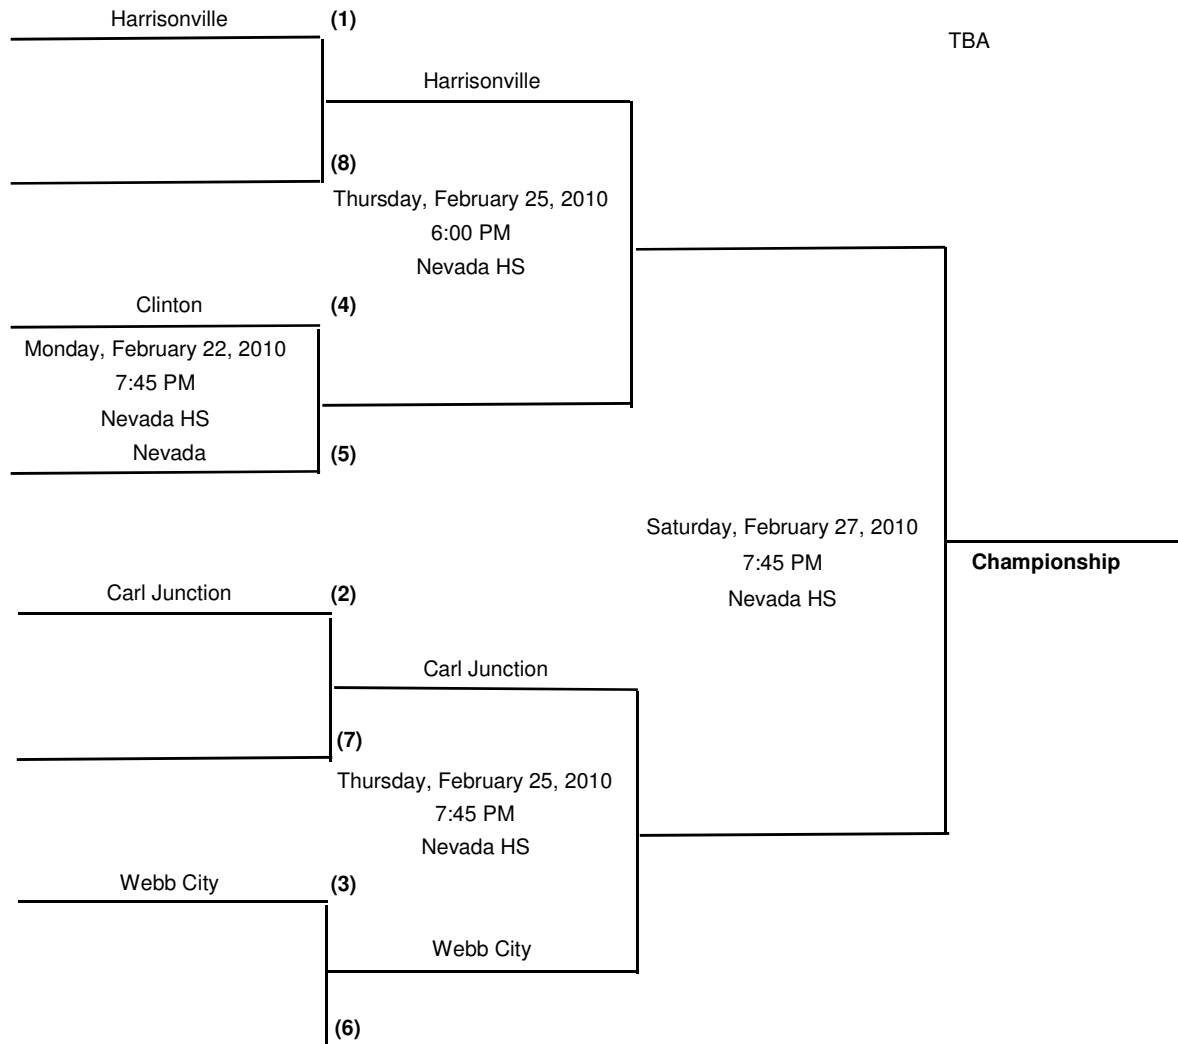 Harrisonville (1)
TBA
Harrisonville
(8)
Thursday, February 25, 2010
6:00 PM
Nevada HS
Clinton (4)
Monday, February 22, 2010
7:45 PM
Nevada HS
Nevada (5)
Saturday, February 27, 2010
7:45 PM
Nevada HS
Championship
Carl Junction (2)
Carl Junction
(7)
Thursday, February 25, 2010
7:45 PM
Nevada HS
Webb City (3)
Webb City
(6)